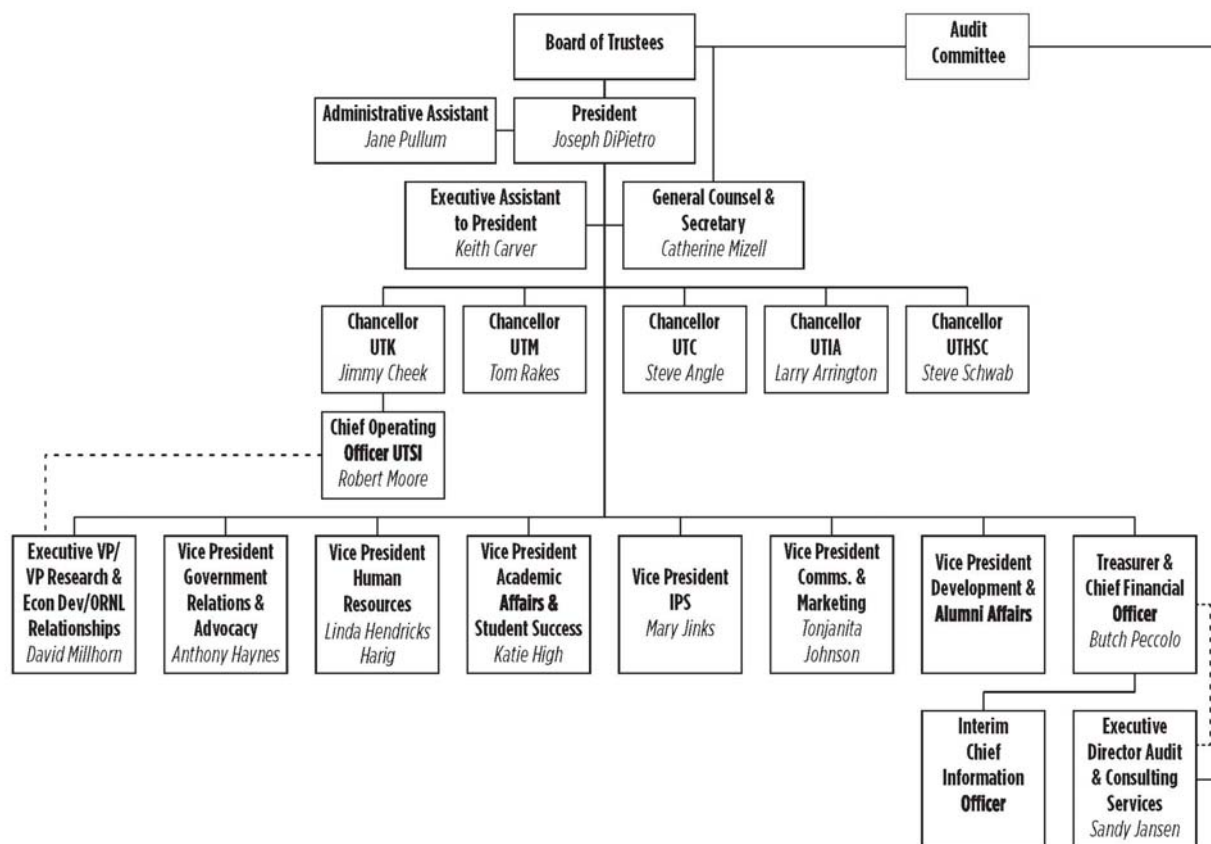 Board of Trustees
Audit
Committee
Administrative Assistant
Jane Pullum
President
Joseph DiPietro
Executive Assistant
to President
Keith Carver
General Counsel &
Secretary
Catherine Mizell
Chancellor
UTK
Jimmy Cheek
Chancellor
UTM
Tom Rakes
Chancellor
UTC
Steve Angle
Chancellor
UTIA
Larry Arrington
Chancellor
UTHSC
Steve Schwab
Chief Operating
Officer UTSI
Robert Moore
Executive VP/
VP Research &
Econ Dev/ORNL
Relationships
David Millhorn
Vice President
Government
Relations &
Advocacy
Anthony Haynes
Vice President
Human
Resources
Linda Hendricks
Harig
Vice President
Academic
Affairs &
Student Success
Katie High
Vice President
IPS
Mary Jinks
Vice President
Comms. &
Marketing
Tonjanita
Johnson
Vice President
Development &
Alumni Affairs
Treasurer &
Chief Financial
Officer
Butch Peccolo
Interim
Chief
Information
Officer
Executive
Director Audit
& Consulting
Services
Sandy Jansen